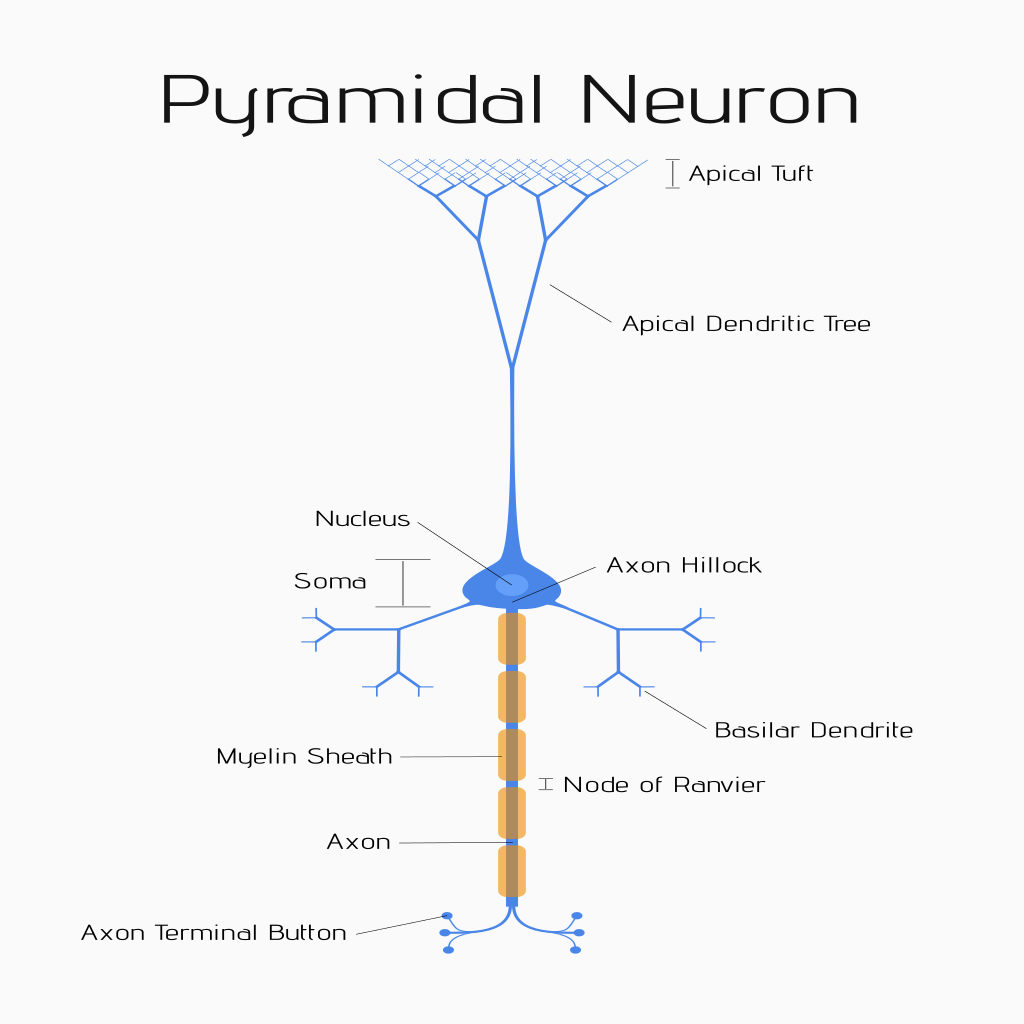 Pyramidal Neuron
Apical Tuft
Apical Dendritic Tree
Nucleus
Axon Hillock
Soma
Basilar Dendrite
Myelin Sheath
Node of Ranvier
Axon
Axon Terminal Button